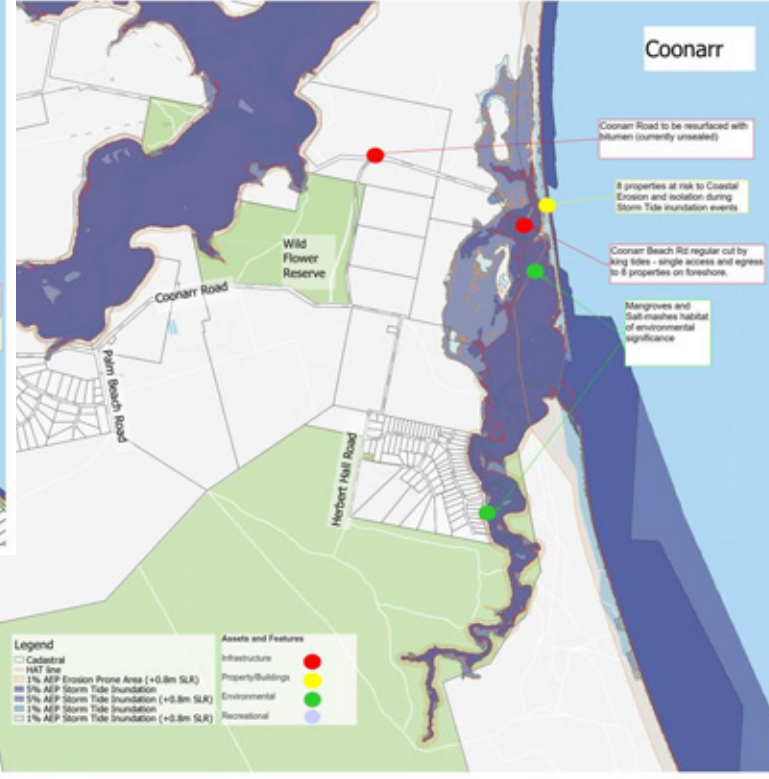 Coonarr
Coonarr Road to be resurfaced with
bitumen (currently unsealed)
8 properties at risk to Coastal
Erosion and isolation during
Storm Tide inundation events
Coonarr Beach Rd regular cut by
king tides - single access and egress
to 8 properties on foreshore.
Mangroves and
Salt-mashes habitat
of environmental
significance
Wild
Flower
Reserve
Coonarr Road
Palm Beach Road
Herbert Hall Road
Legend
Cadastral
HAT line
1% AEP Erosion Prone Area (+0.8m SLR)
5% AEP Storm Tide Inundation
5% AEP Storm Tide Inundation (+0.8m SLR)
1% AEP Storm Tide Inundation
1% AEP Storm Tide Inundation (+0.8m SLR)
Assets and Features
Infrastructure
Property/Buildings
Environmental
Recreational